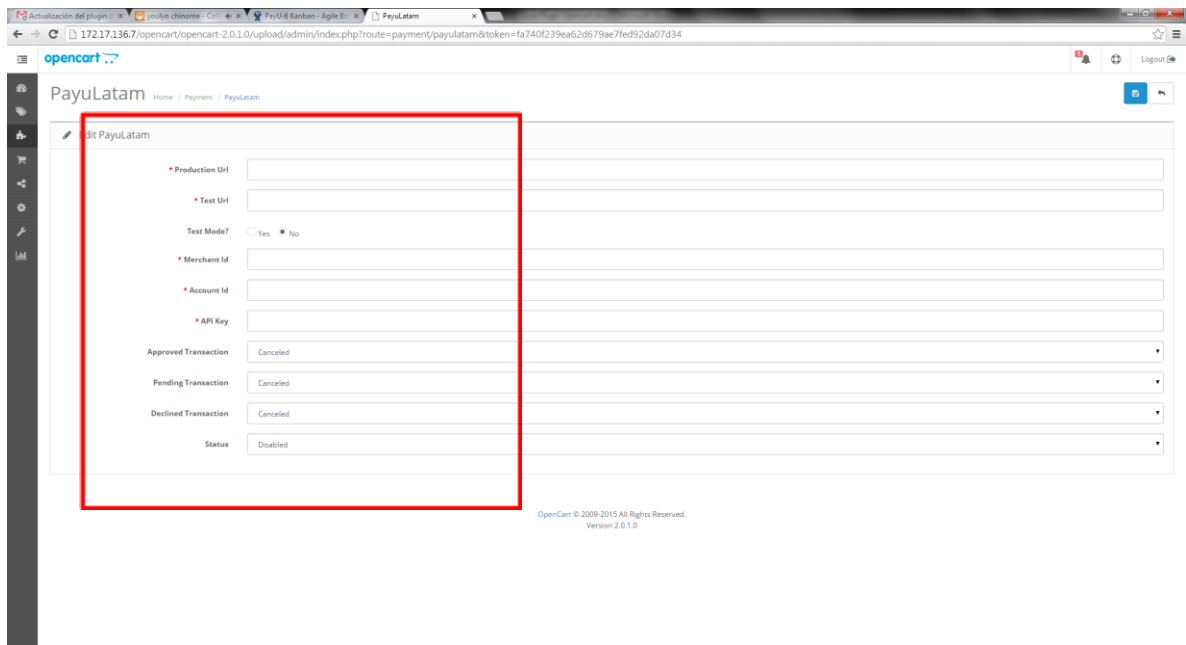 Actualización del plugin d
youlyn chinome - Col
PayU-6 Kanban - Agile Bo
PayuLatam
172.17.136.7/opencart/opencart-2.0.1.0/upload/admin/index.php?route=payment/payulatam&token=fa740f239ea62d679ae7fed92da07d34
opencart
Logout
PayuLatam Home / Payment / PayuLatam
dit PayuLatam
* Production Url
* Test Url
Test Mode? Yes No
* Merchant Id
* Account Id
* API Key
Approved Transaction Canceled
Pending Transaction Canceled
Declined Transaction Canceled
Status Disabled
OpenCart © 2009-2015 All Rights Reserved.
Version 2.0.1.0